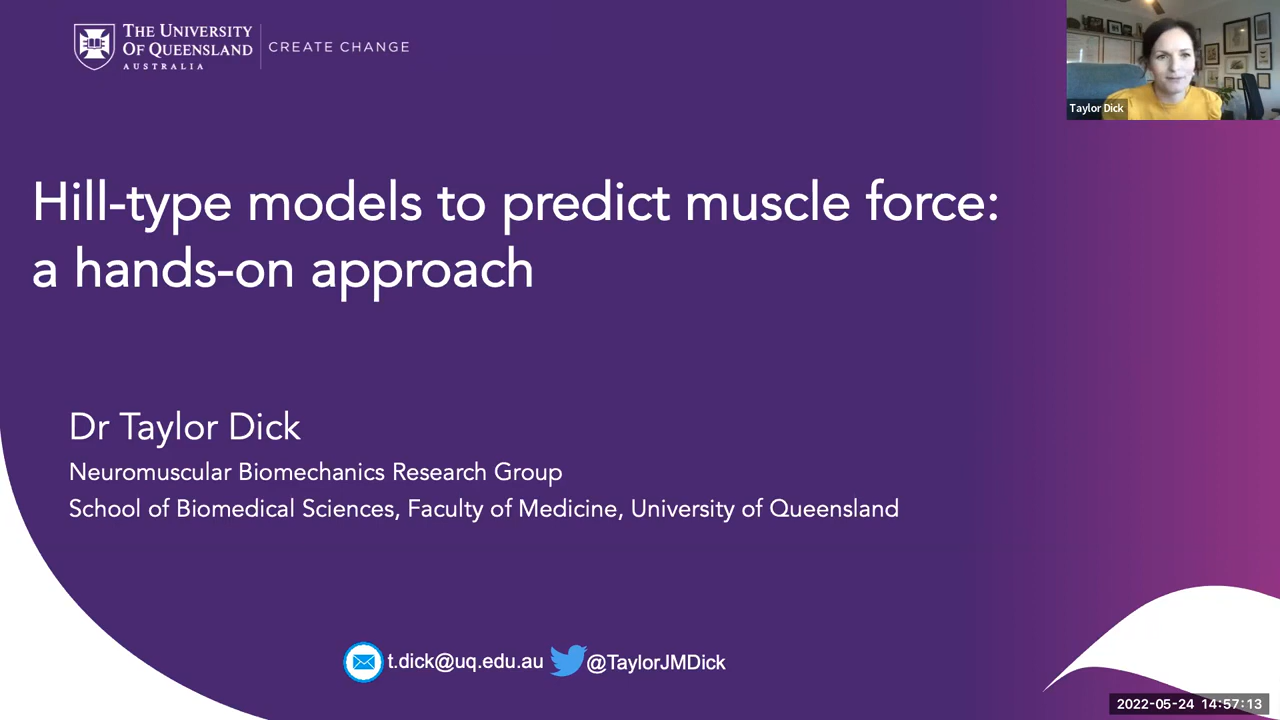 THE UNIVERSITY
OF QUEENSLAND
AUSTRALIA
CREATE CHANGE
Taylor Dick
Hill-type models to predict muscle force:
a hands-on approach
Dr Taylor Dick
Neuromuscular Biomechanics Research Group
School of Biomedical Sciences, Faculty of Medicine, University of Queensland
t.dick@uq.edu.au @TaylorJMDick
2022-05-24 14:57:13